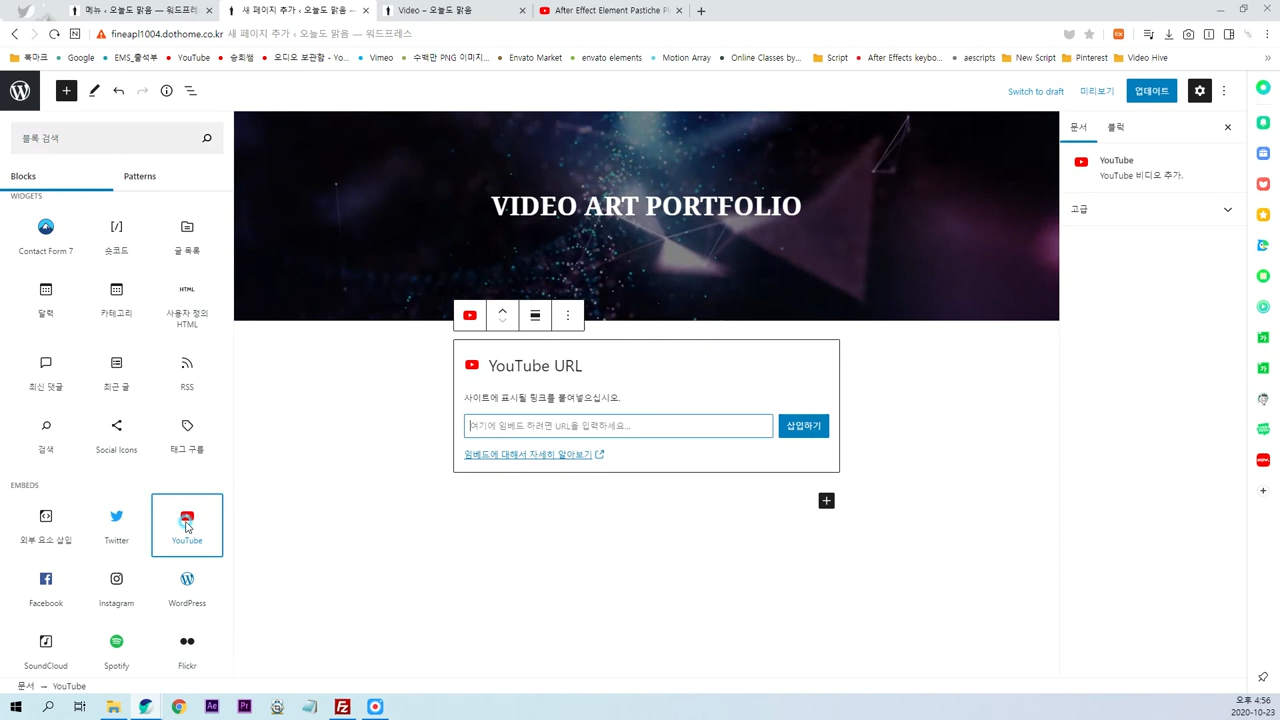 메뉴 ‹ 오늘도 맑음 — 워드프레스
새 페이지 추가 ‹ 오늘도 맑음 —
Video – 오늘도 맑음
After Effect Element Pastiche Pl
fineapl1004.dothome.co.kr
새 페이지 추가 ‹ 오늘도 맑음 — 워드프레스
북마크
Google
EMS_출석부
YouTube
승희쌤
오디오 보관함 - Yo...
Vimeo
수백만 PNG 이미지...
Envato Market
envato elements
Motion Array
Online Classes by...
Script
After Effects keybo...
aescripts
New Script
Pinterest
Video Hive
Switch to draft
미리보기
업데이트
블록 검색
Blocks
Patterns
WIDGETS
Contact Form 7
숏코드
글 목록
HTML
달력
카테고리
사용자 정의
HTML
최신 댓글
최근 글
RSS
검색
Social Icons
태그 구름
EMBEDS
외부 요소 삽입
Twitter
YouTube
Facebook
Instagram
WordPress
SoundCloud
Spotify
Flickr
VIDEO ART PORTFOLIO
YouTube URL
사이트에 표시될 링크를 붙여넣으십시오.
여기에 임베드 하려면 URL을 입력하세요...
삽입하기
임베드에 대해서 자세히 알아보기
문서
블럭
YouTube
YouTube 비디오 추가.
고급
문서 → YouTube
오후 4:56
2020-10-23